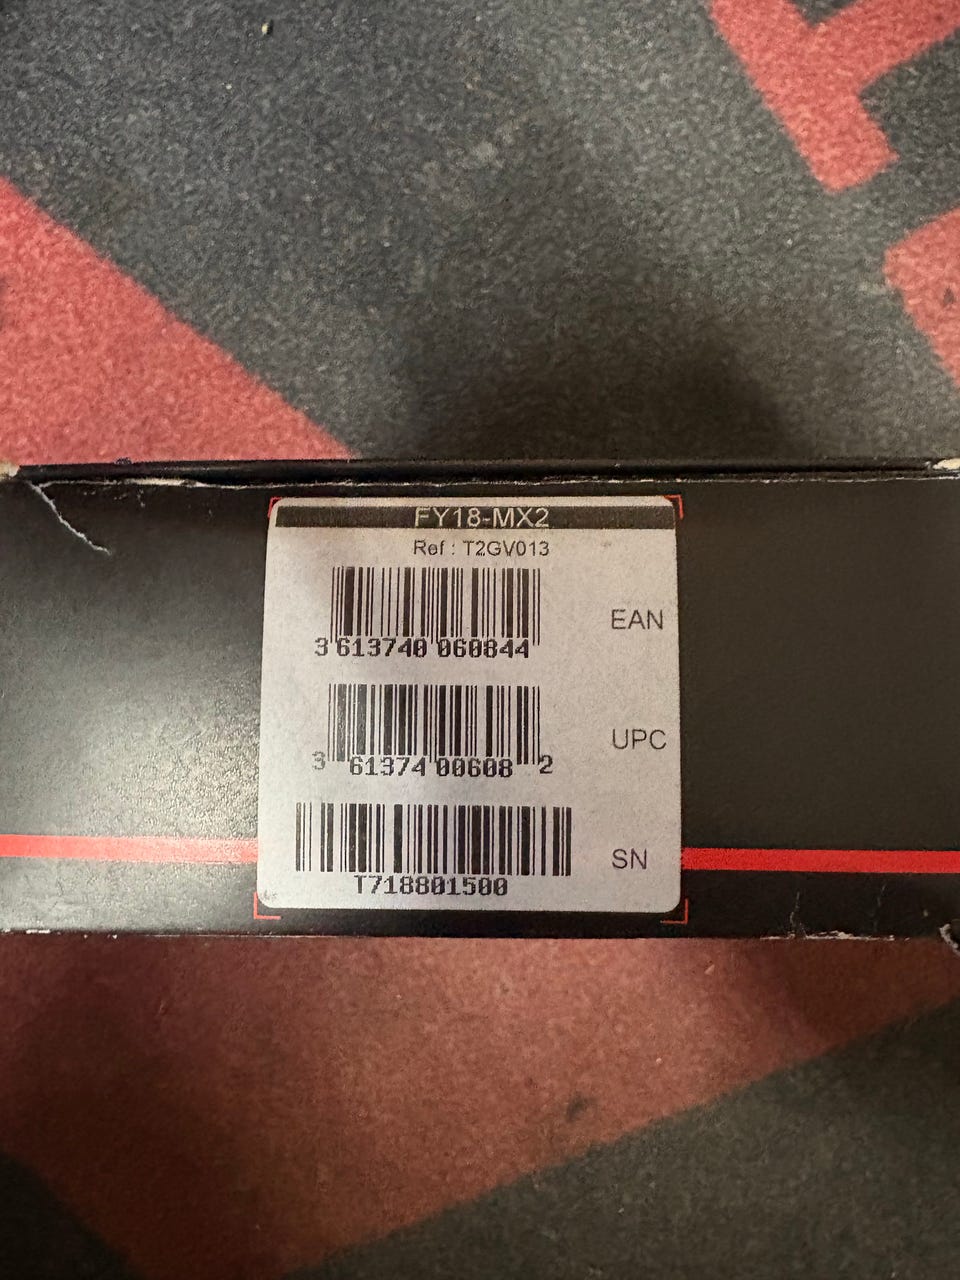 FY18-MX2
Ref : T2GV013
3 613740 060844
EAN
3 61374 00608 2
UPC
T718801500
SN